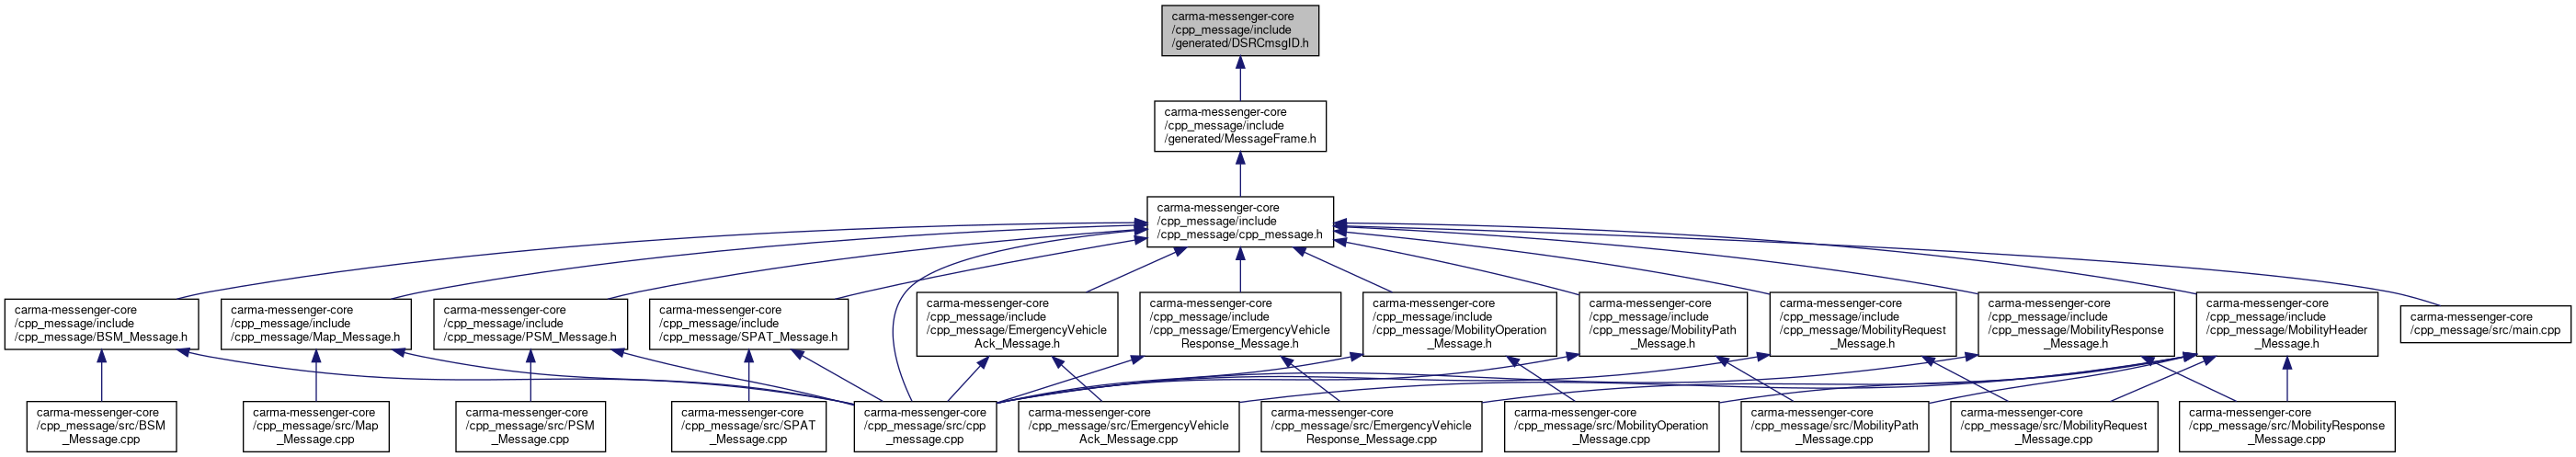 carma-messenger-core
/cpp_message/include
/generated/DSRCmsgID.h
carma-messenger-core
/cpp_message/include
/generated/MessageFrame.h
carma-messenger-core
/cpp_message/include
/cpp_message/cpp_message.h
carma-messenger-core
/cpp_message/include
/cpp_message/BSM_Message.h
carma-messenger-core
/cpp_message/include
/cpp_message/Map_Message.h
carma-messenger-core
/cpp_message/include
/cpp_message/PSM_Message.h
carma-messenger-core
/cpp_message/include
/cpp_message/SPAT_Message.h
carma-messenger-core
/cpp_message/include
/cpp_message/EmergencyVehicle
Ack_Message.h
carma-messenger-core
/cpp_message/include
/cpp_message/EmergencyVehicle
Response_Message.h
carma-messenger-core
/cpp_message/include
/cpp_message/MobilityOperation
_Message.h
carma-messenger-core
/cpp_message/include
/cpp_message/MobilityPath
_Message.h
carma-messenger-core
/cpp_message/include
/cpp_message/MobilityRequest
_Message.h
carma-messenger-core
/cpp_message/include
/cpp_message/MobilityResponse
_Message.h
carma-messenger-core
/cpp_message/include
/cpp_message/MobilityHeader
_Message.h
carma-messenger-core
/cpp_message/src/main.cpp
carma-messenger-core
/cpp_message/src/BSM
_Message.cpp
carma-messenger-core
/cpp_message/src/Map
_Message.cpp
carma-messenger-core
/cpp_message/src/PSM
_Message.cpp
carma-messenger-core
/cpp_message/src/SPAT
_Message.cpp
carma-messenger-core
/cpp_message/src/cpp
_message.cpp
carma-messenger-core
/cpp_message/src/EmergencyVehicle
Ack_Message.cpp
carma-messenger-core
/cpp_message/src/EmergencyVehicle
Response_Message.cpp
carma-messenger-core
/cpp_message/src/MobilityOperation
_Message.cpp
carma-messenger-core
/cpp_message/src/MobilityPath
_Message.cpp
carma-messenger-core
/cpp_message/src/MobilityRequest
_Message.cpp
carma-messenger-core
/cpp_message/src/MobilityResponse
_Message.cpp